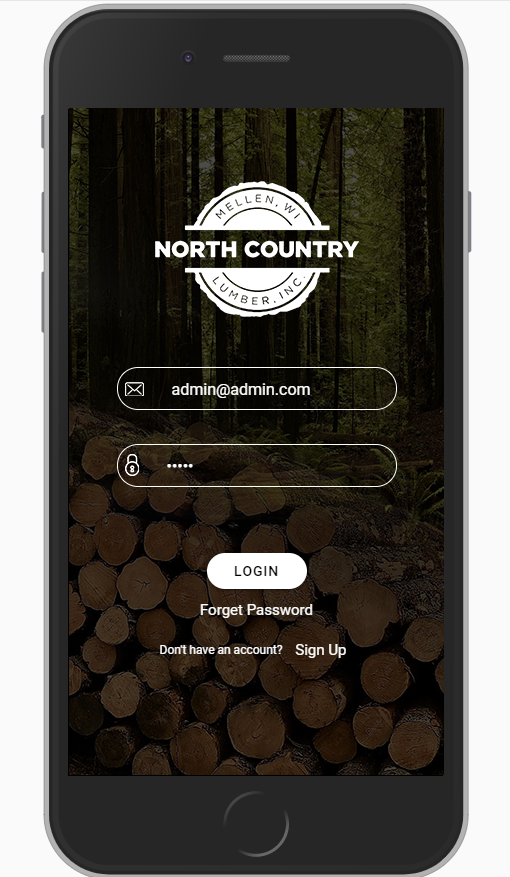 MELLEN, WI
NORTH COUNTRY
LUMBER, INC.
admin@admin.com
•••••
LOGIN
Forget Password
Don't have an account? Sign Up